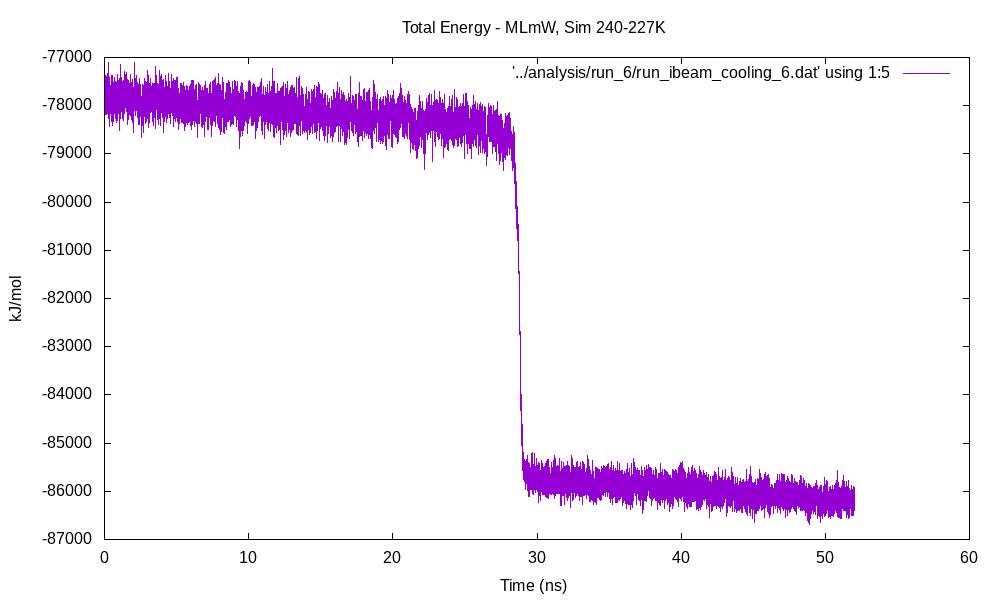 Total Energy - MLmW, Sim 240-227K
'../analysis/run_6/run_ibeam_cooling_6.dat' using 1:5
-77000
-78000
-79000
-80000
-81000
-82000
-83000
-84000
-85000
-86000
-87000
kJ/mol
0 10 20 30 40 50 60
Time (ns)